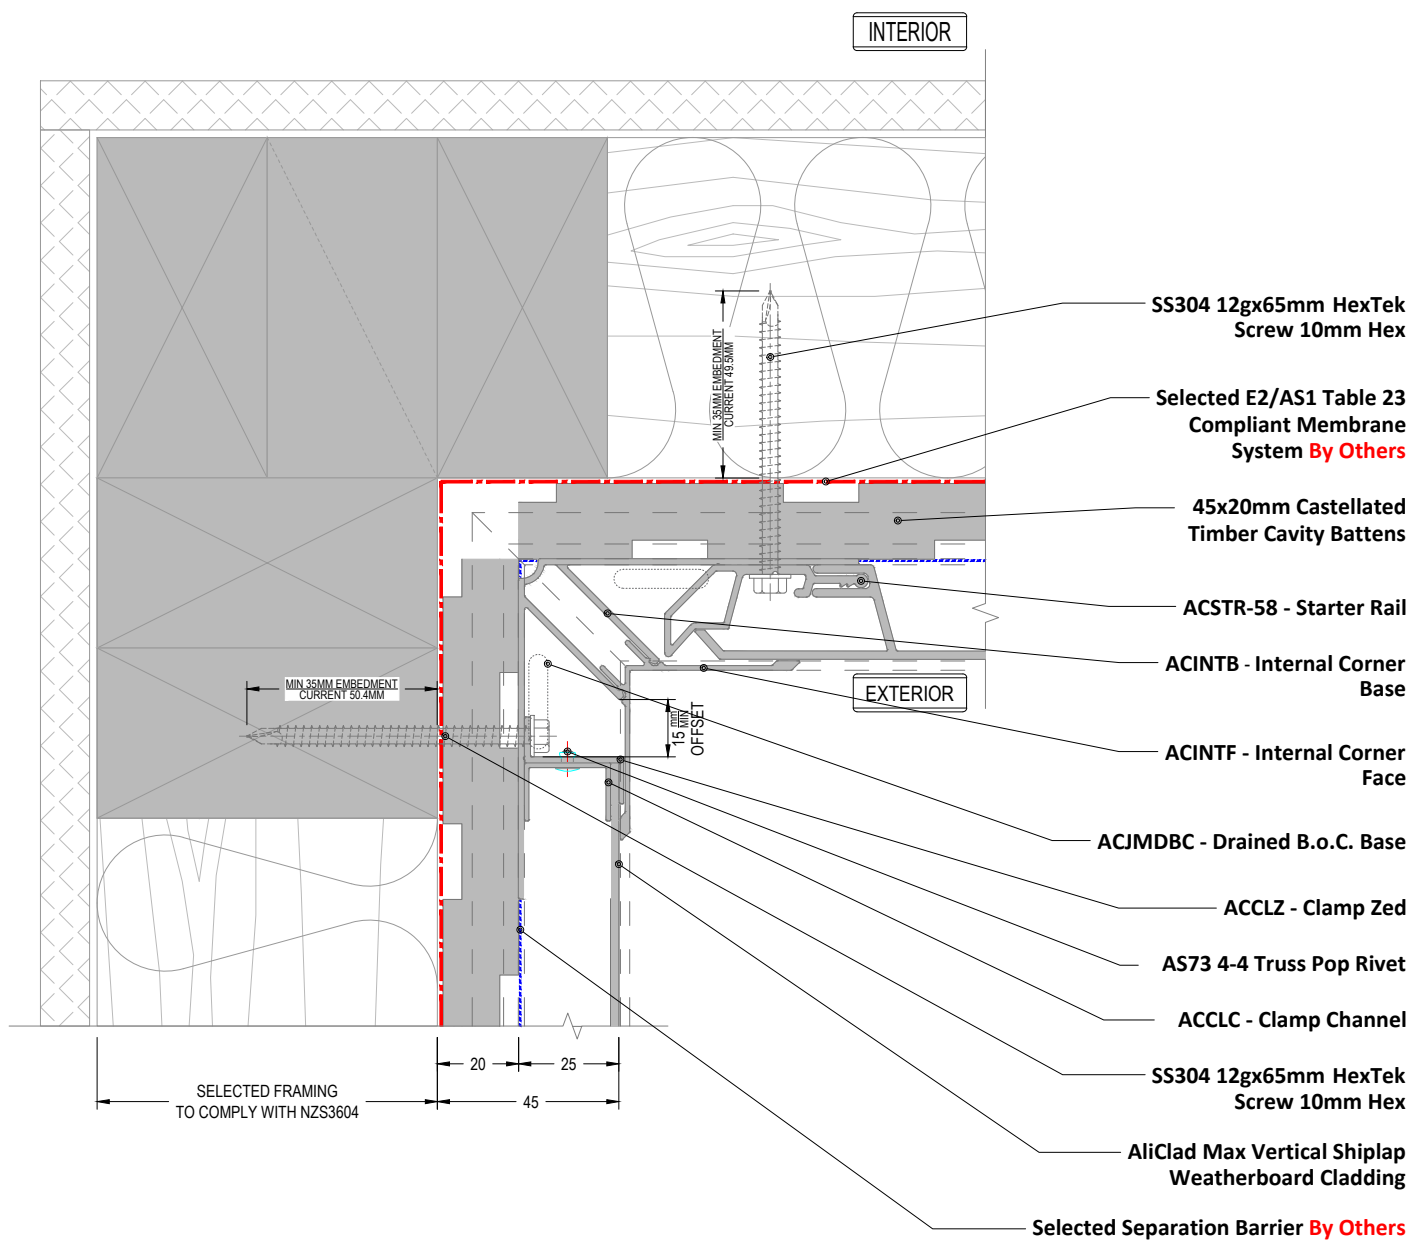 INTERIOR
SS304 12gx65mm HexTek
Screw 10mm Hex
MIN 35MM EMBEDMENT
CURRENT 49.5MM
Selected E2/AS1 Table 23
Compliant Membrane
System By Others
45x20mm Castellated
Timber Cavity Battens
ACSTR-58 - Starter Rail
ACINTB - Internal Corner
Base
MIN 35MM EMBEDMENT
CURRENT 50.4MM
EXTERIOR
15 mm
MIN
OFFSET
ACINTF - Internal Corner
Face
ACJMDBC - Drained B.o.C. Base
ACCLZ - Clamp Zed
AS73 4-4 Truss Pop Rivet
ACCLC - Clamp Channel
20
25
SS304 12gx65mm HexTek
Screw 10mm Hex
SELECTED FRAMING
TO COMPLY WITH NZS3604
45
AliClad Max Vertical Shiplap
Weatherboard Cladding
Selected Separation Barrier By Others